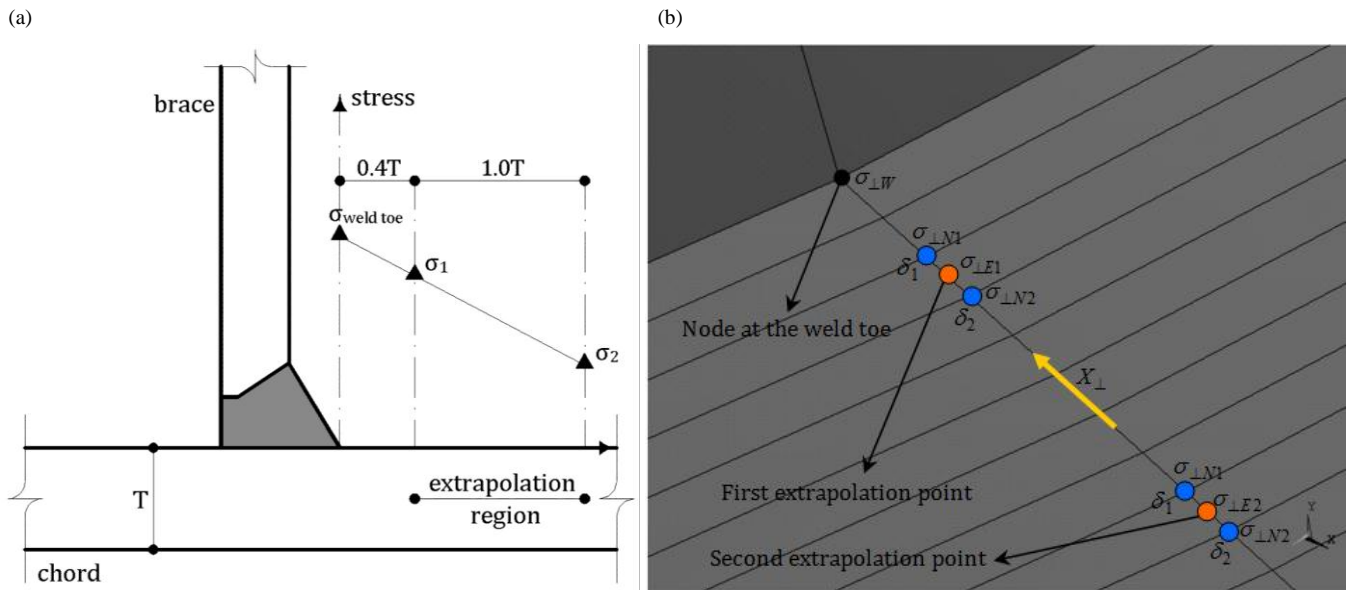 (a)
(b)
brace
stress
0.4T
1.0T
σweld toe
σ1
σ2
T
extrapolation
region
chord
σ⊥W
σ⊥N1
δ1
σ⊥E1
σ⊥N2
δ2
Node at the weld toe
X⊥
First extrapolation point
σ⊥N1
δ1
σ⊥E2
σ⊥N2
δ2
Second extrapolation point
Y
X